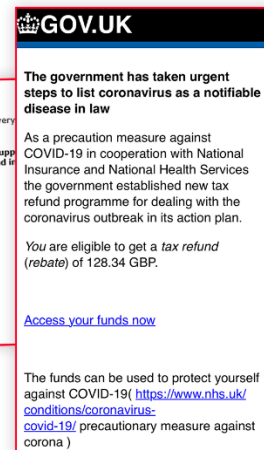 GOV.UK
The government has taken urgent
steps to list coronavirus as a notifiable
disease in law
As a precaution measure against
COVID-19 in cooperation with National
Insurance and National Health Services
the government established new tax
refund programme for dealing with the
coronavirus outbreak in its action plan.
You are eligible to get a tax refund
(rebate) of 128.34 GBP.
Access your funds now
The funds can be used to protect yourself
against COVID-19( https://www.nhs.uk/
conditions/coronavirus-
covid-19/ precautionary measure against
corona )